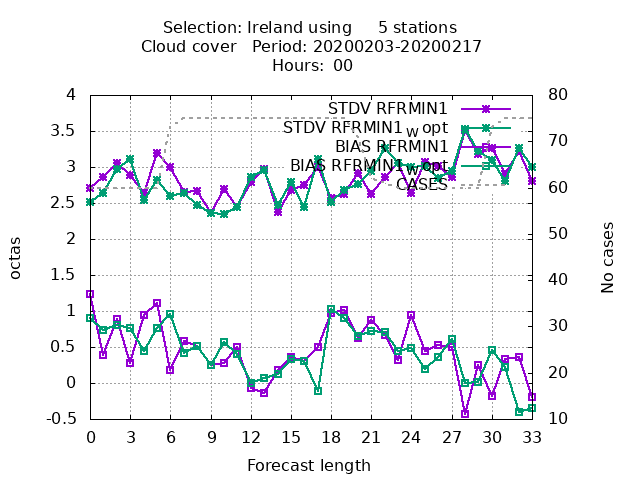 Selection: Ireland using     5 stations
Cloud cover   Period: 20200203-20200217
Hours:  00
4
3.5
3
2.5
2
1.5
1
0.5
0
-0.5
80
70
60
50
40
30
20
10
STDV RFRMIN1
STDV RFRMIN1_W opt
BIAS RFRMIN1
BIAS RFRMIN1_W opt
CASES
octas
No cases
0 3 6 9 12 15 18 21 24 27 30 33
Forecast length